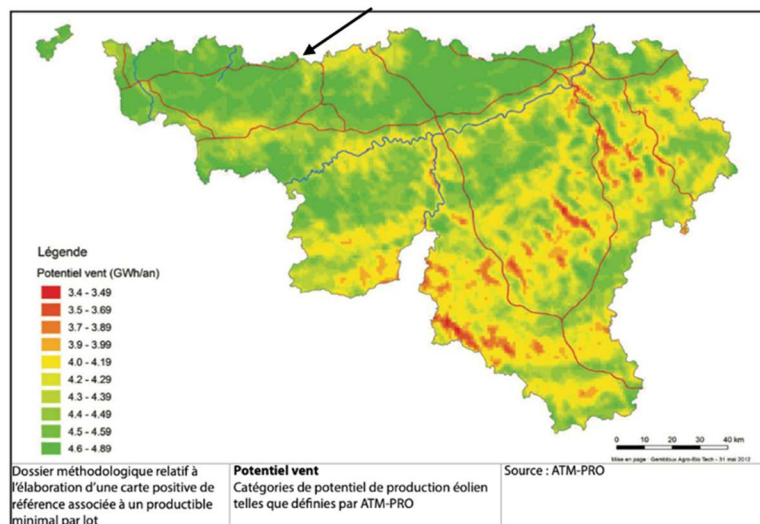 Légende
Potentiel vent (GWh/an)
3.4 - 3.49
3.5 - 3.69
3.7 - 3.89
3.9 - 3.99
4.0 - 4.19
4.2 - 4.29
4.3 - 4.39
4.4 - 4.49
4.5 - 4.59
4.6 - 4.89
0 10 20 30 40 km
Mise en page : Gembloux Agro-Bio Tech - 31 mai 2012
Dossier méthodologique relatif à
l'élaboration d'une carte positive de
référence associée à un productible
minimal par lot
Potentiel vent
Catégories de potentiel de production éolien
telles que définies par ATM-PRO
Source : ATM-PRO